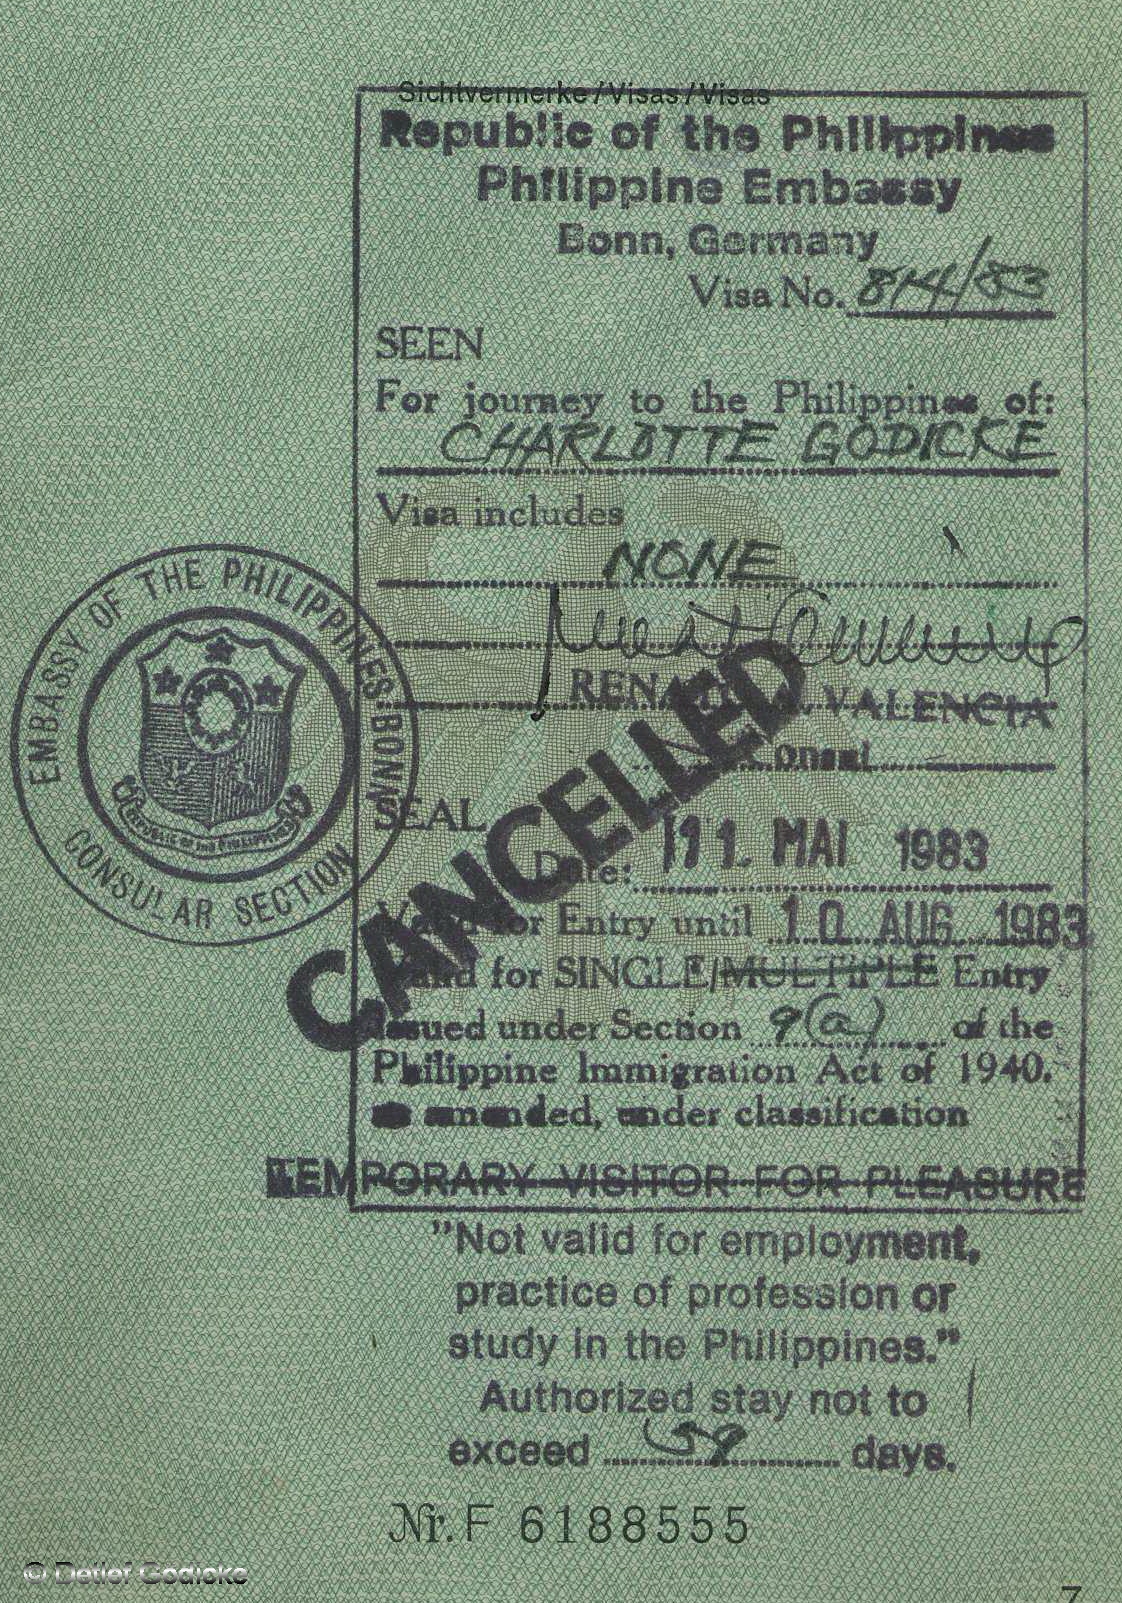 Sichtvermerke/Visas/Visas
Republic of the Philippines
Philippine Embassy
Bonn, Germany
Visa No. 814/83
SEEN
For journey to the Philippines of:
CHARLOTTE GODICKE
Visa includes
NONE
VALENCIA
Consul
SEAL
Date: 11. MAI 1983
Valid for Entry until 10 AUG 1983
Valid for SINGLE/MULTIPLE Entry
Issued under Section 9(a) of the
Philippine Immigration Act of 1940.
as amended, under classification
TEMPORARY VISITOR FOR PLEASURE
"Not valid for employment,
practice of profession or
study in the Philippines."
Authorized stay not to
exceed 59 days.
CANCELLED
EMBASSY OF THE PHILIPPINES BONN
CONSULAR SECTION
Nr. F 6188555
© Detlef Godicke
7